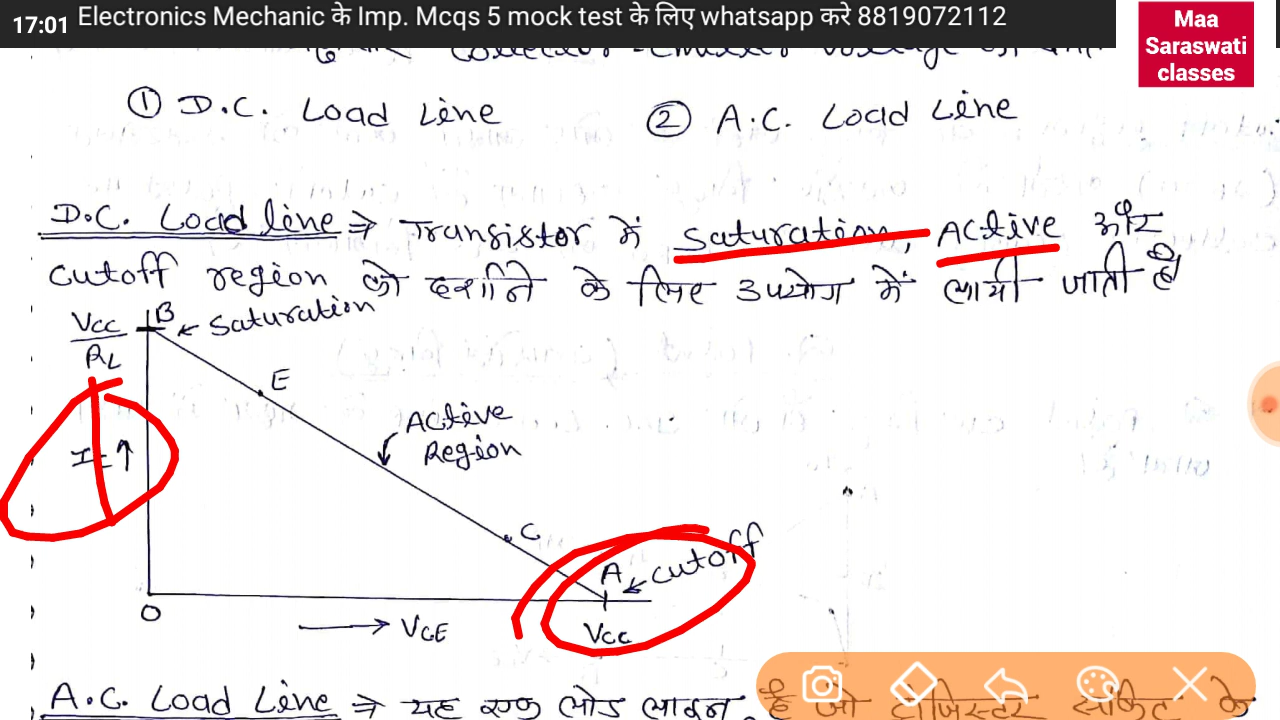 17:01 Electronics Mechanic के Imp. Mcqs 5 mock test के लिए whatsapp करे 8819072112
Maa
Saraswati
classes
① D.C. Load Line ② A.C. Load Line
D.C. Load line ⇒ Transistor में Saturation, Active और
cutoff region को दर्शाने के लिए उपयोग में लायी जाती है।
Vcc
RL
B
← Saturation
E
Active
Region
Ic ↑
C
A ← cutoff
O
→ VCE
Vcc
A.C. Load Line ⇒ यह एक लोड लाइन है जो